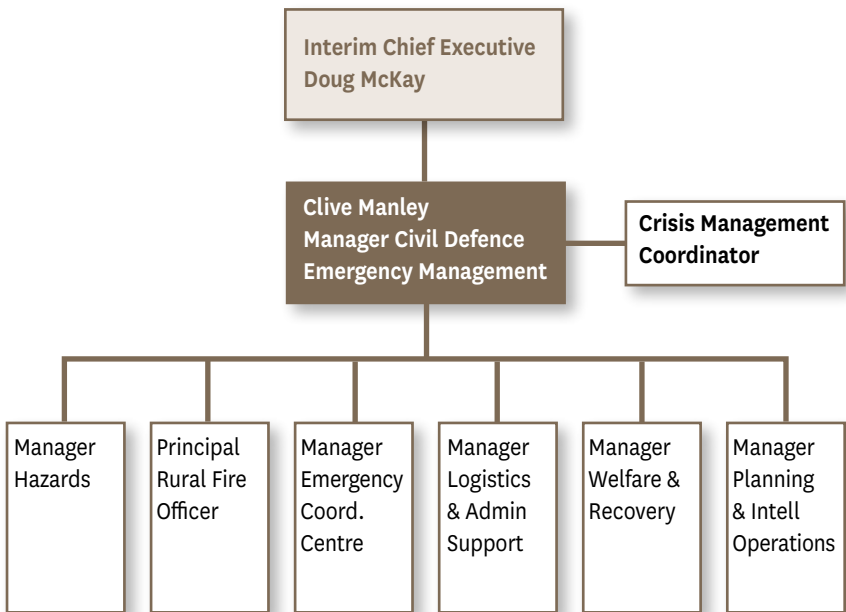 Interim Chief Executive
Doug McKay
Clive Manley
Manager Civil Defence
Emergency Management
Crisis Management
Coordinator
Manager
Hazards
Principal
Rural Fire
Officer
Manager
Emergency
Coord.
Centre
Manager
Logistics
& Admin
Support
Manager
Welfare &
Recovery
Manager
Planning
& Intell
Operations